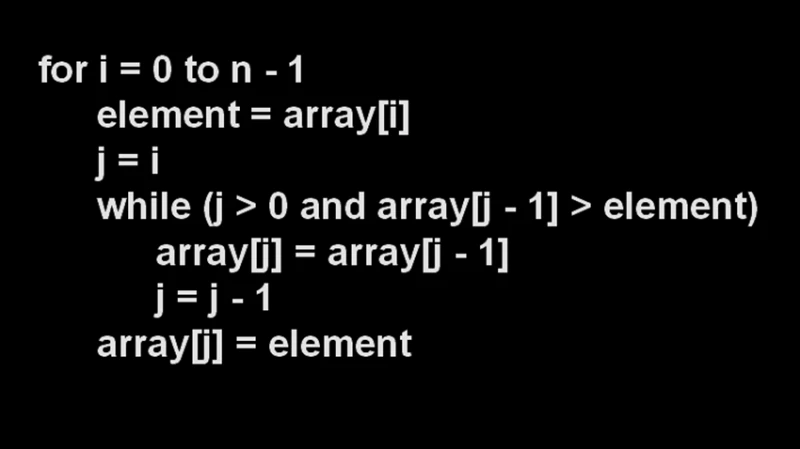 for i = 0 to n - 1
element = array[i]
j = i
while (j > 0 and array[j - 1] > element)
array[j] = array[j - 1]
j = j - 1
array[j] = element